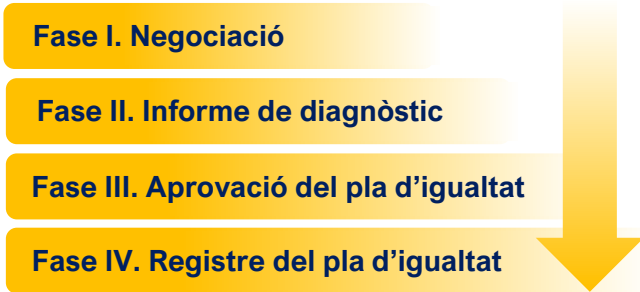 Fase I. Negociació
Fase II. Informe de diagnòstic
Fase III. Aprovació del pla d’igualtat
Fase IV. Registre del pla d’igualtat